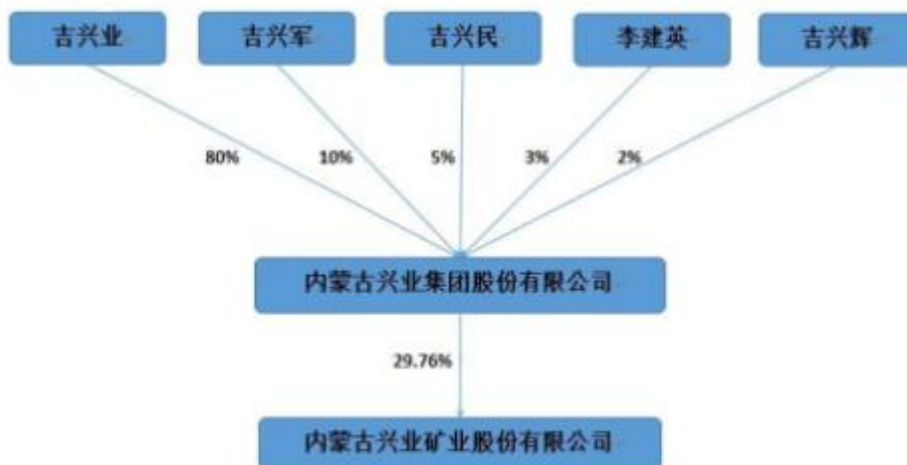 吉兴业
吉兴军
吉兴民
李建英
吉兴辉
80%
10%
5%
3%
2%
内蒙古兴业集团股份有限公司
29.76%
内蒙古兴业矿业股份有限公司